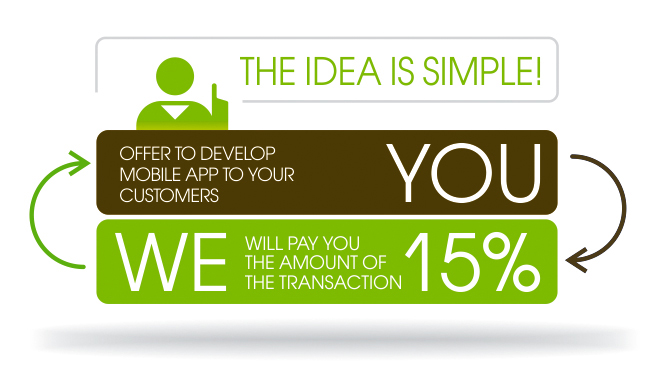 THE IDEA IS SIMPLE!
OFFER TO DEVELOP
MOBILE APP TO YOUR
CUSTOMERS
YOU
WE
WILL PAY YOU
THE AMOUNT OF
THE TRANSACTION
15%